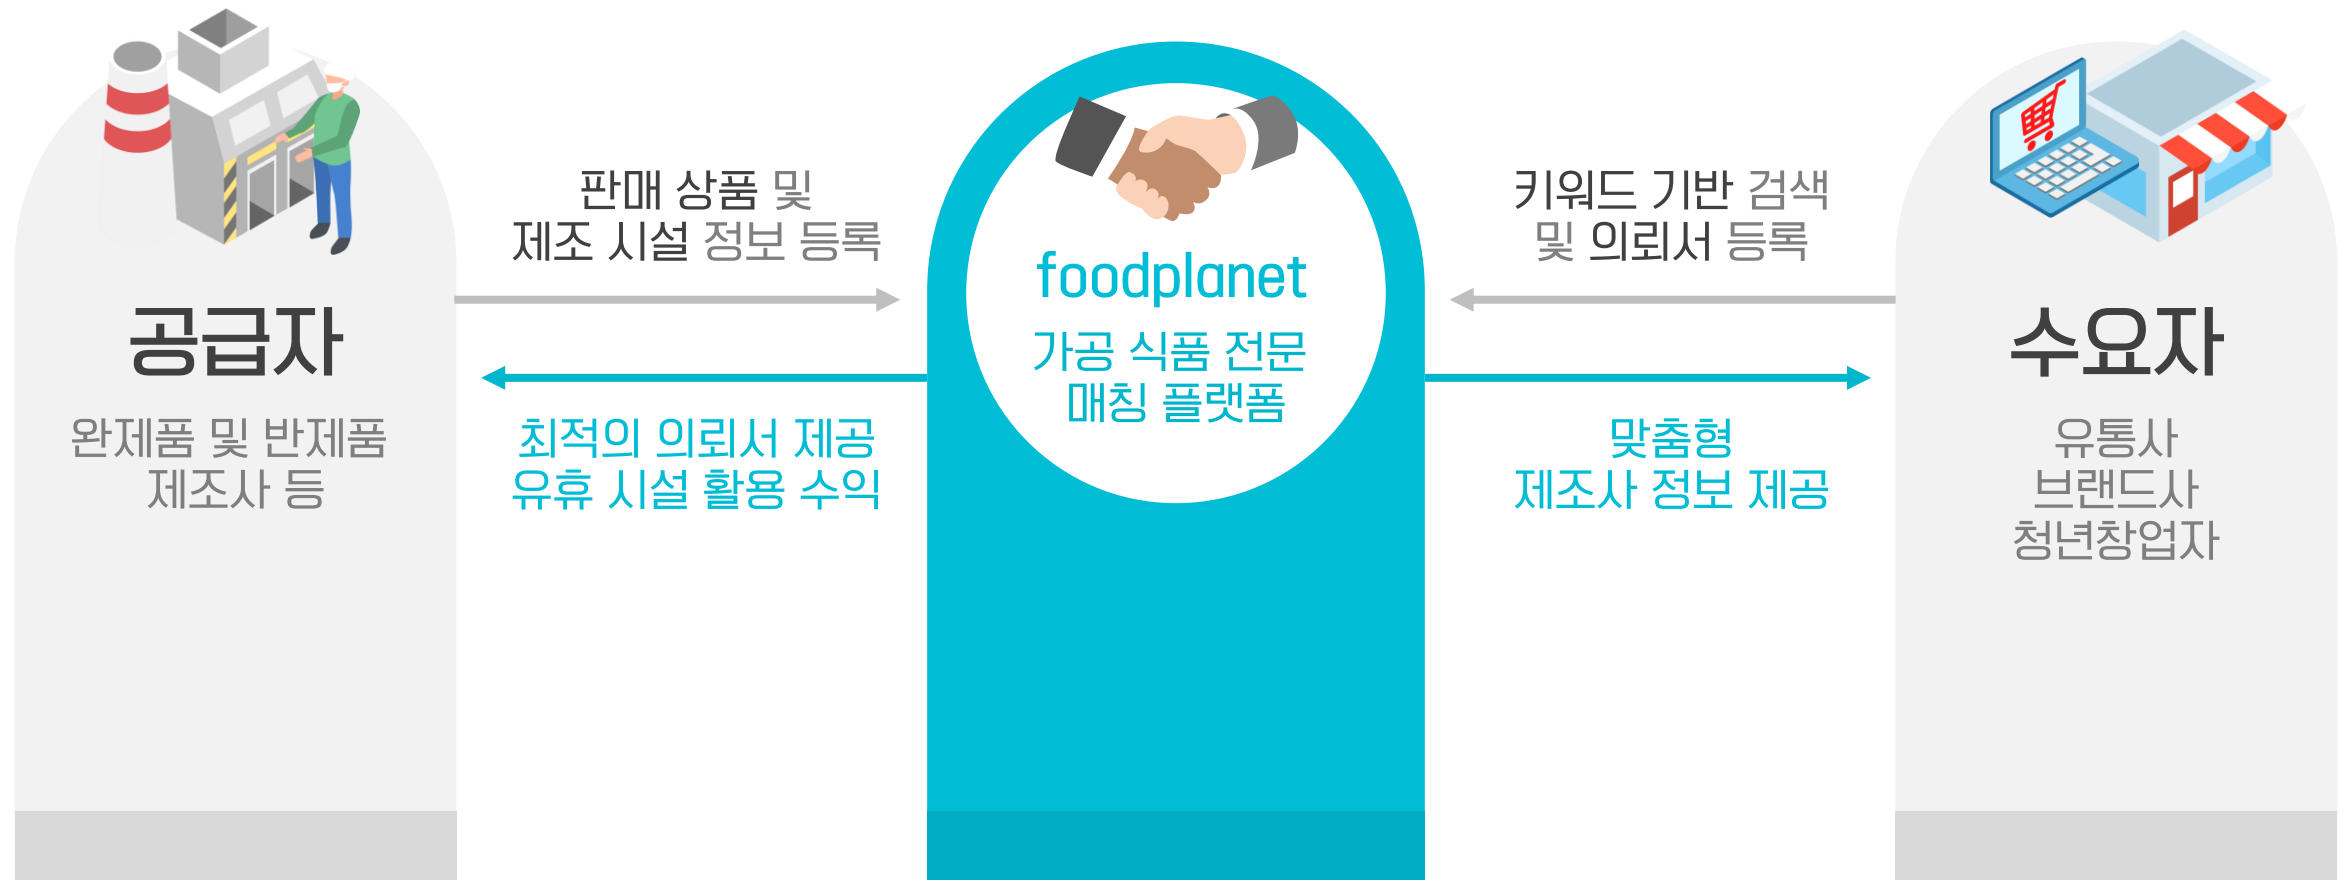 공급자
완제품 및 반제품
제조사 등
판매 상품 및
제조 시설 정보 등록
최적의 의뢰서 제공
유휴 시설 활용 수익
foodplanet
가공 식품 전문
매칭 플랫폼
키워드 기반 검색
및 의뢰서 등록
맞춤형
제조사 정보 제공
수요자
유통사
브랜드사
청년창업자